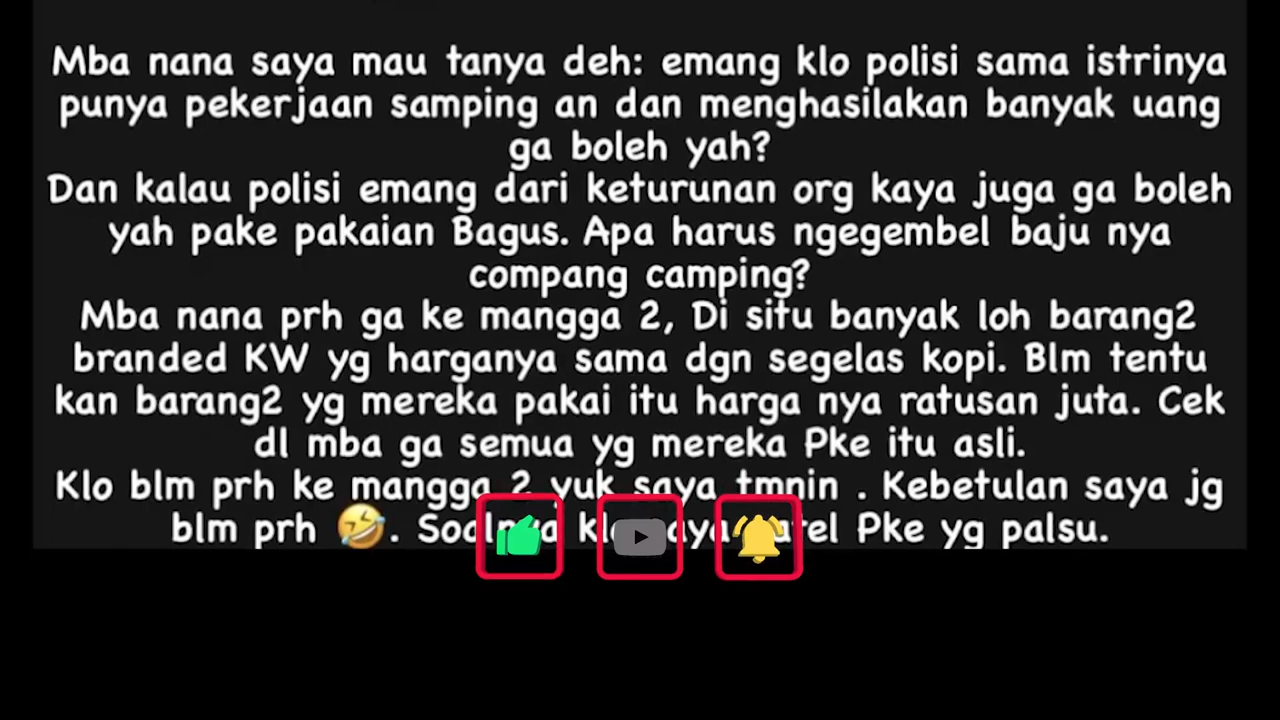 Mba nana saya mau tanya deh: emang klo polisi sama istrinya
punya pekerjaan samping an dan menghasilakan banyak uang
ga boleh yah?
Dan kalau polisi emang dari keturunan org kaya juga ga boleh
yah pake pakaian Bagus. Apa harus ngegembel baju nya
compang camping?
Mba nana prh ga ke mangga 2, Di situ banyak loh barang2
branded KW yg harganya sama dgn segelas kopi. Blm tentu
kan barang2 yg mereka pakai itu harga nya ratusan juta. Cek
dl mba ga semua yg mereka Pke itu asli.
Klo blm prh ke mangga 2 yuk saya tmnin . Kebetulan saya jg
blm prh 🤣. Soalnya Pke yg palsu.